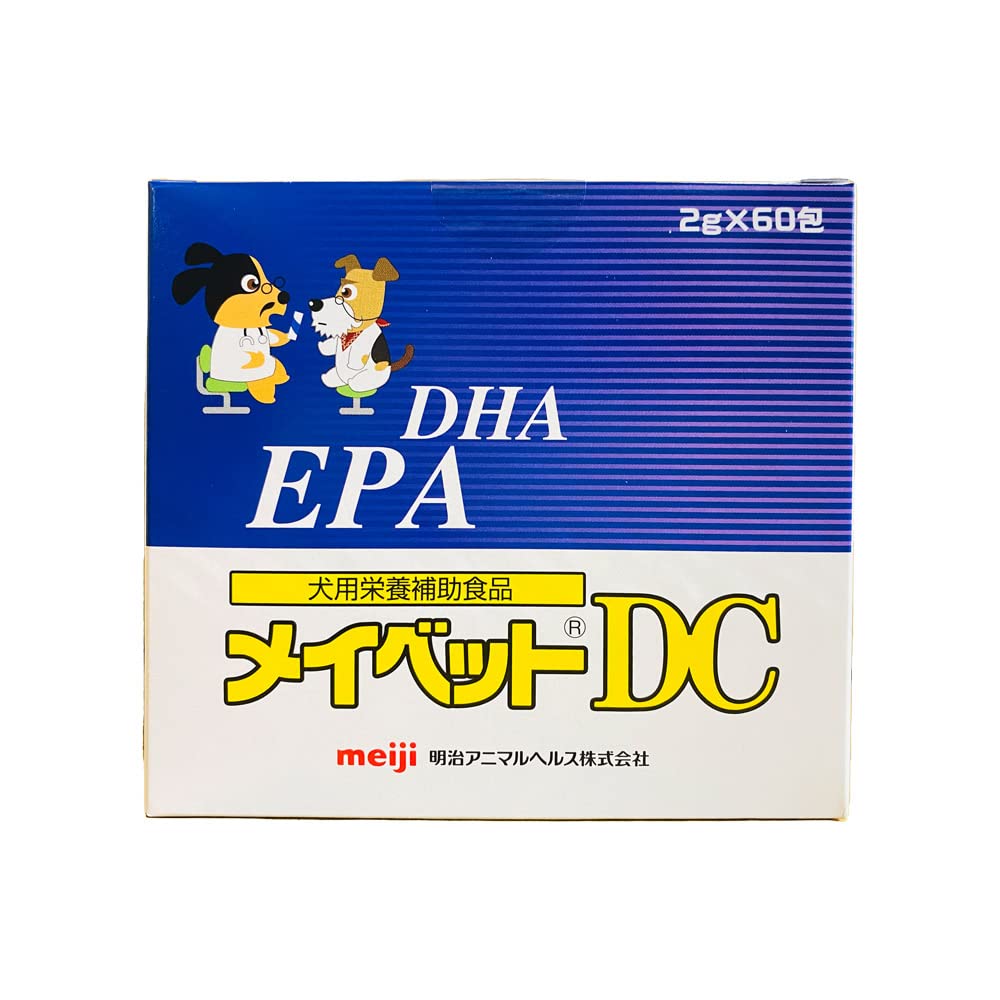 2g×60包
DHA
EPA
犬用栄養補助食品
メイベット®DC
meiji 明治アニマルヘルス株式会社